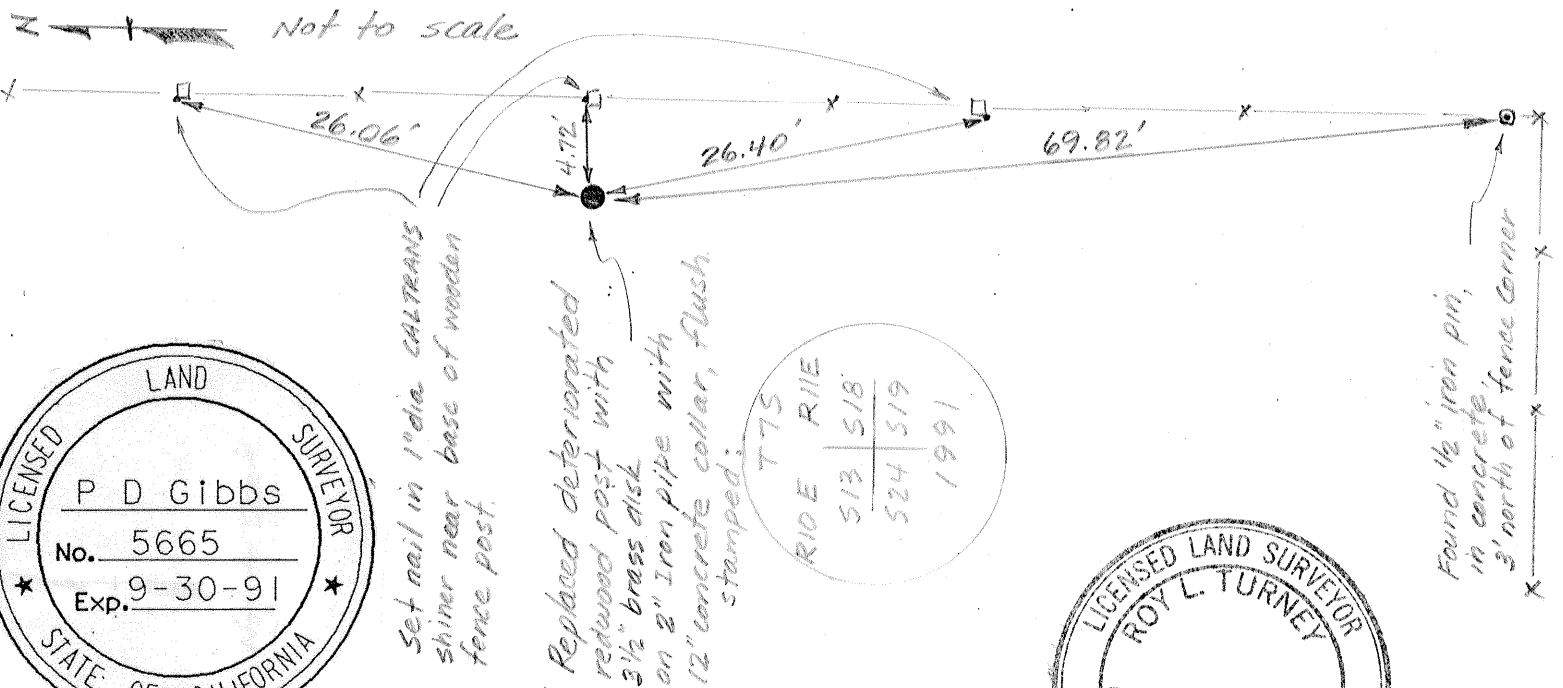 N
Not to scale
26.06'
4.72'
26.40'
69.82'
Set nail in 1" dia CALTRANS
shiner near base of wooden
fence post.
Replaced deteriorated
redwood post with
3½" brass disk
on 2" Iron pipe with
12" concrete collar, flush.
stamped:
T7S
R10E R11E
S13 S18
S24 S19
1991
Found ½" iron pin,
in concrete,
3' north of fence corner
LICENSED LAND SURVEYOR
P D Gibbs
No. 5665
Exp. 9-30-91
STATE OF CALIFORNIA
LICENSED LAND SURVEYOR
ROY L. TURNEY